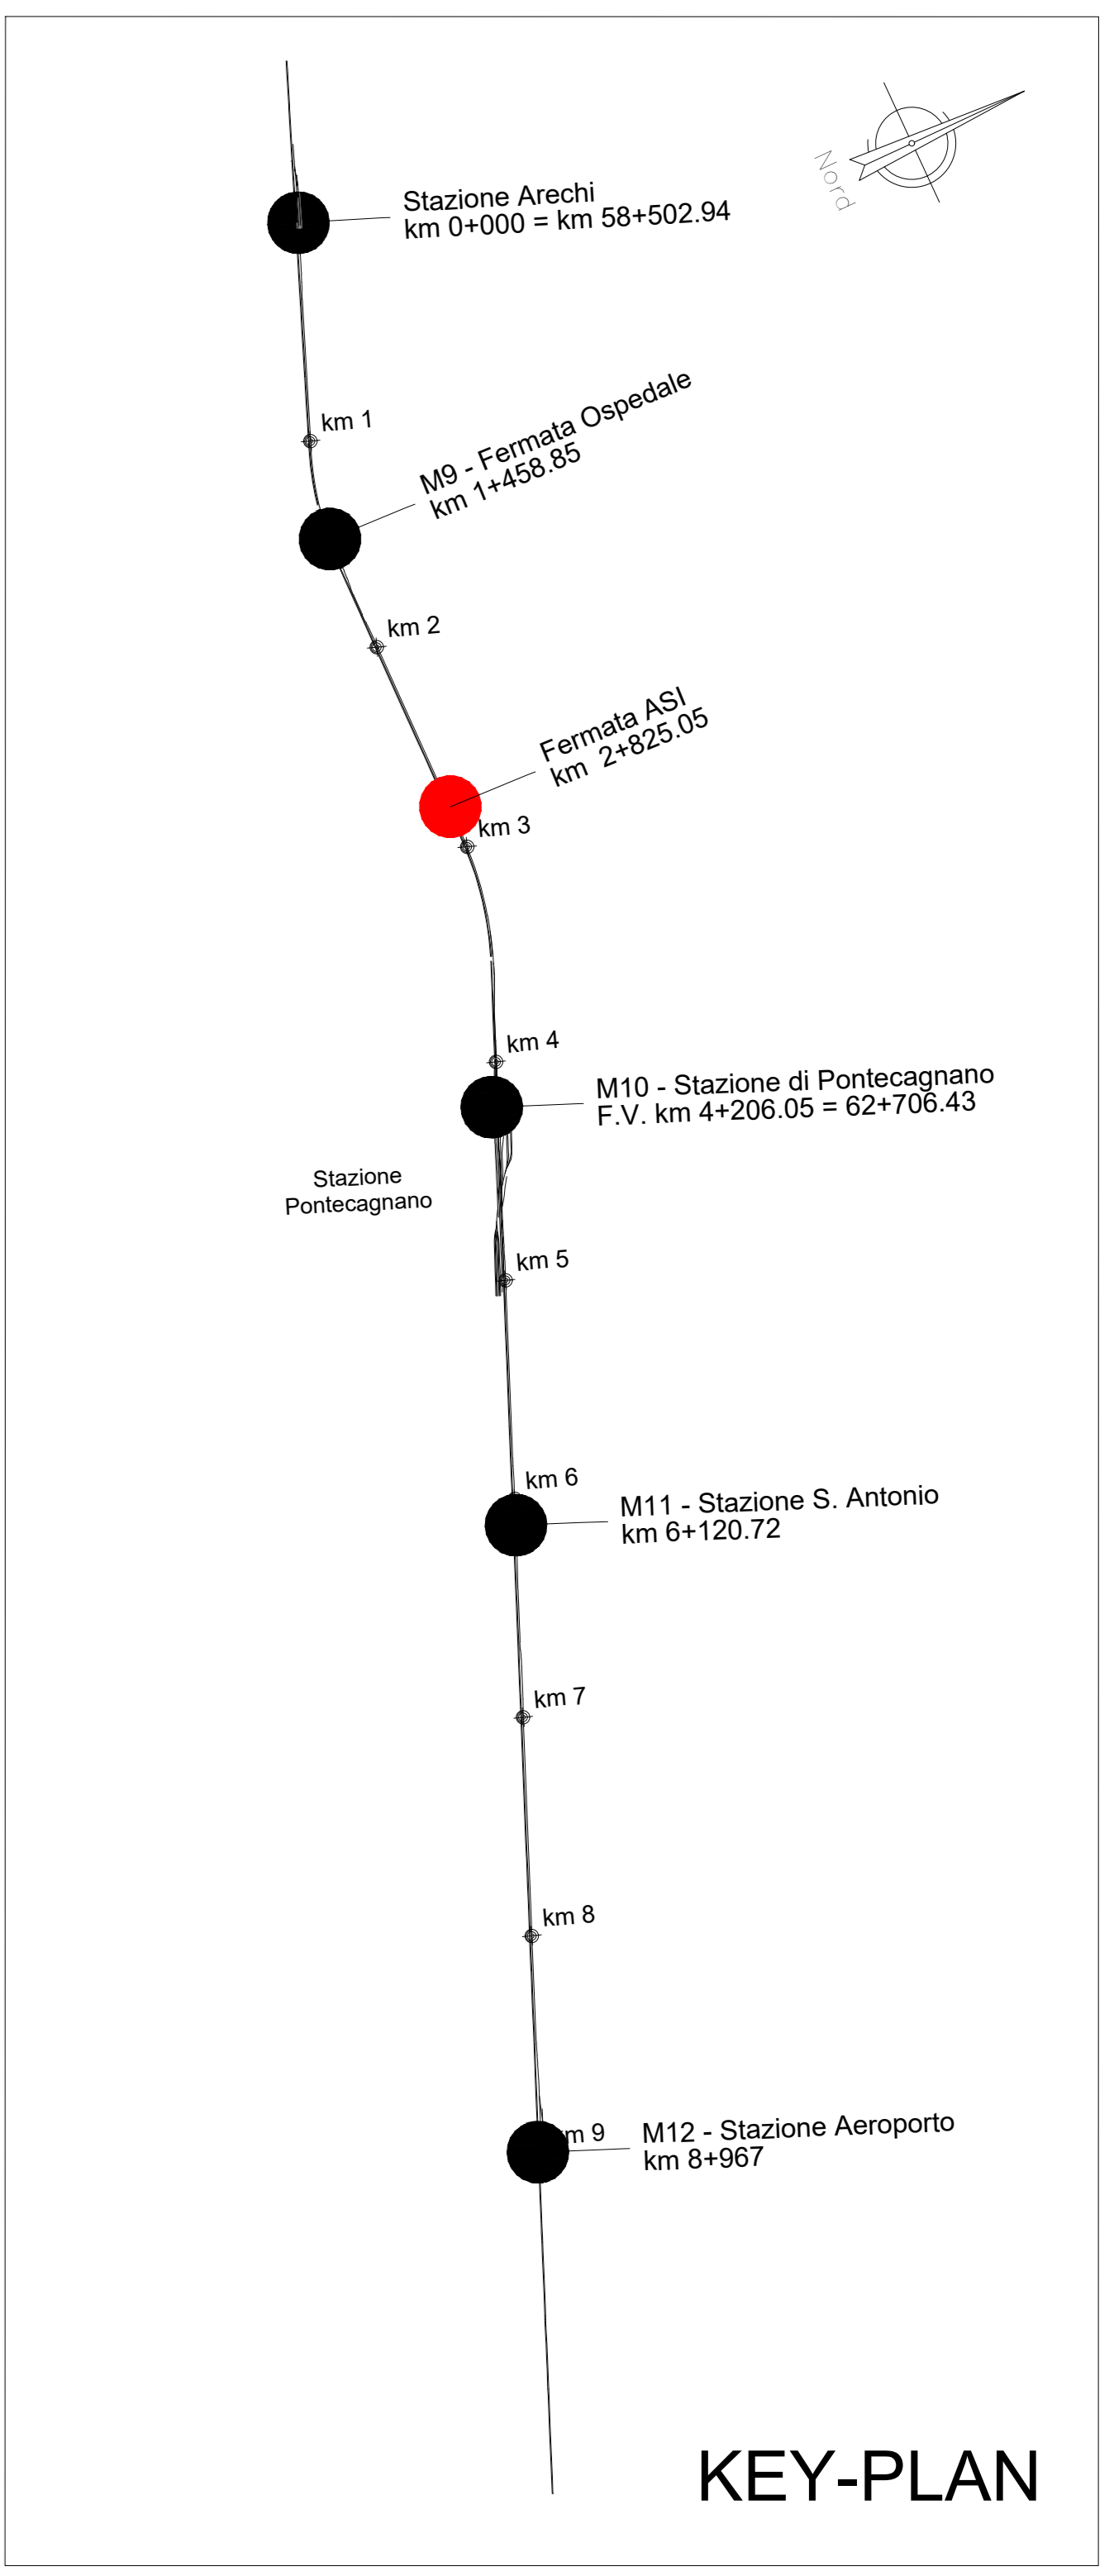 Nord
Stazione Arechi
km 0+000 = km 58+502.94
km 1
M9 - Fermata Ospedale
km 1+458.85
km 2
Fermata ASI
km 2+825.05
km 3
km 4
M10 - Stazione di Pontecagnano
F.V. km 4+206.05 = 62+706.43
Stazione
Pontecagnano
km 5
km 6
M11 - Stazione S. Antonio
km 6+120.72
km 7
km 8
m 9
M12 - Stazione Aeroporto
km 8+967
KEY-PLAN